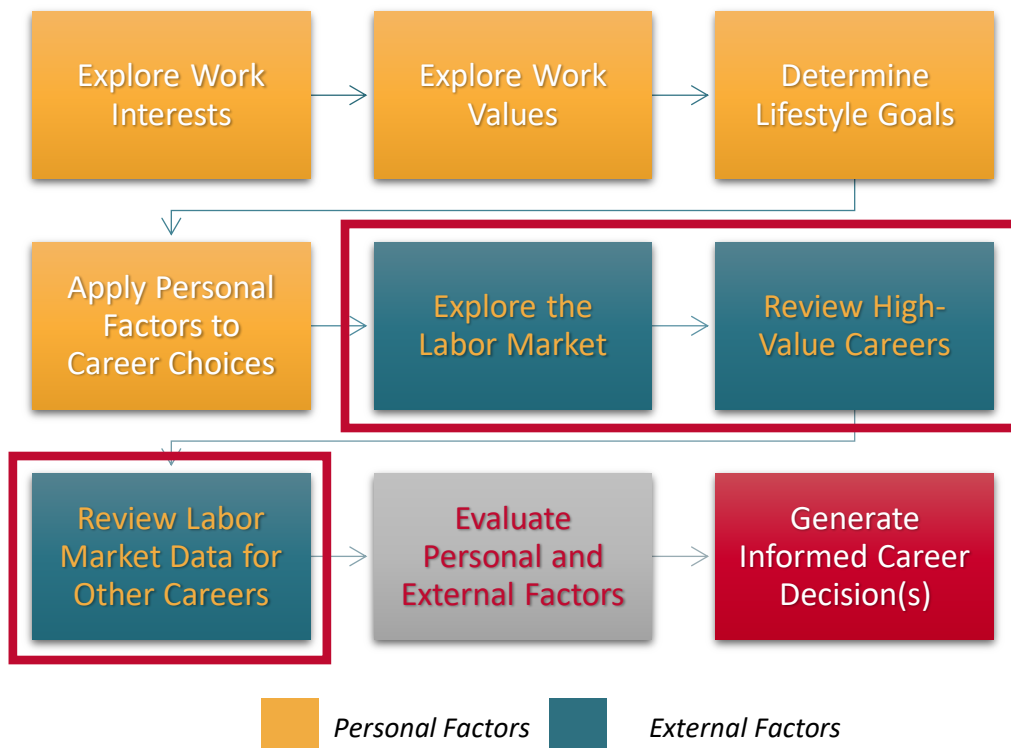 Explore Work
Interests
Explore Work
Values
Determine
Lifestyle Goals
Apply Personal
Factors to
Career Choices
Explore the
Labor Market
Review High-
Value Careers
Review Labor
Market Data for
Other Careers
Evaluate
Personal and
External Factors
Generate
Informed Career
Decision(s)
Personal Factors
External Factors